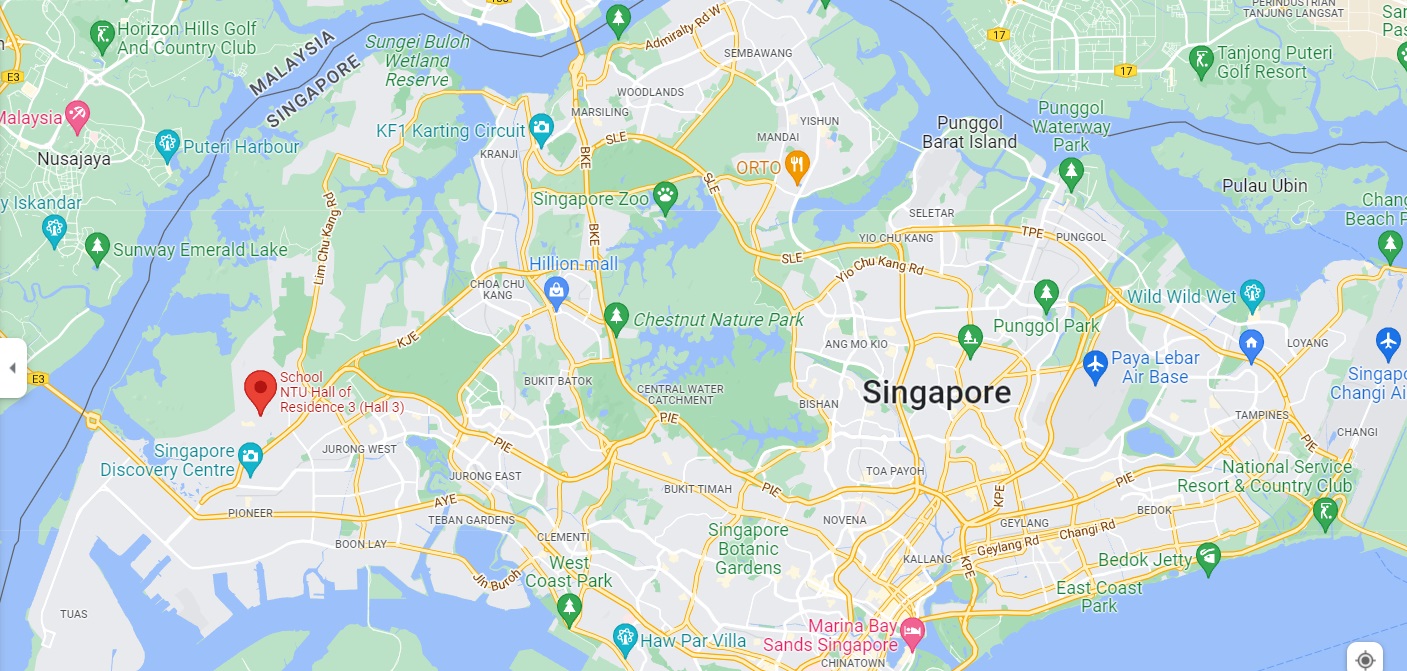 Horizon Hills Golf
And Country Club
E3
MALAYSIA
SINGAPORE
Sungei Buloh
Wetland
Reserve
Admiralty Rd W
SEMBAWANG
17
17
TANJONG LANGSAT
Tanjong Puteri
Golf Resort
WOODLANDS
MARSILING
Malaysia
KF1 Karting Circuit
KRANJI
BKE
SLE
YISHUN
MANDAI
Punggol
Barat Island
Punggol
Waterway
Park
Nusajaya
Puteri Harbour
ORTO
SLE
Pulau Ubin
Singapore Zoo
Iskandar
SELETAR
Chang
Beach P
Lim Chu Kang Rd
BKE
YIO CHU KANG
TPE
PUNGGOL
Sunway Emerald Lake
SLE
Yio Chu Kang Rd
Hillion mall
CHOA CHU
KANG
Wild Wild Wet
Chestnut Nature Park
Punggol Park
KJE
ANG MO KIO
LOYANG
Paya Lebar
Air Base
Singapo
Changi Ai
E3
School
NTU Hall of
Residence 3 (Hall 3)
BUKIT BATOK
CENTRAL WATER
CATCHMENT
Singapore
BISHAN
TAMPINES
PIE
CHANGI
PIE
Singapore
Discovery Centre
JURONG WEST
PIE
JURONG EAST
TOA PAYOH
National Service
Resort & Country Club
BUKIT TIMAH
PIE
KPE
PIE
AYE
PIONEER
TEBAN GARDENS
NOVENA
GEYLANG
BEDOK
Changi Rd
Singapore
Botanic
Gardens
CLEMENTI
BOON LAY
Geylang Rd
KALLANG
KPE
Bedok Jetty
West
Coast Park
Jln Buroh
East Coast
Park
TUAS
Haw Par Villa
Marina Bay
Sands Singapore
CHINATOWN